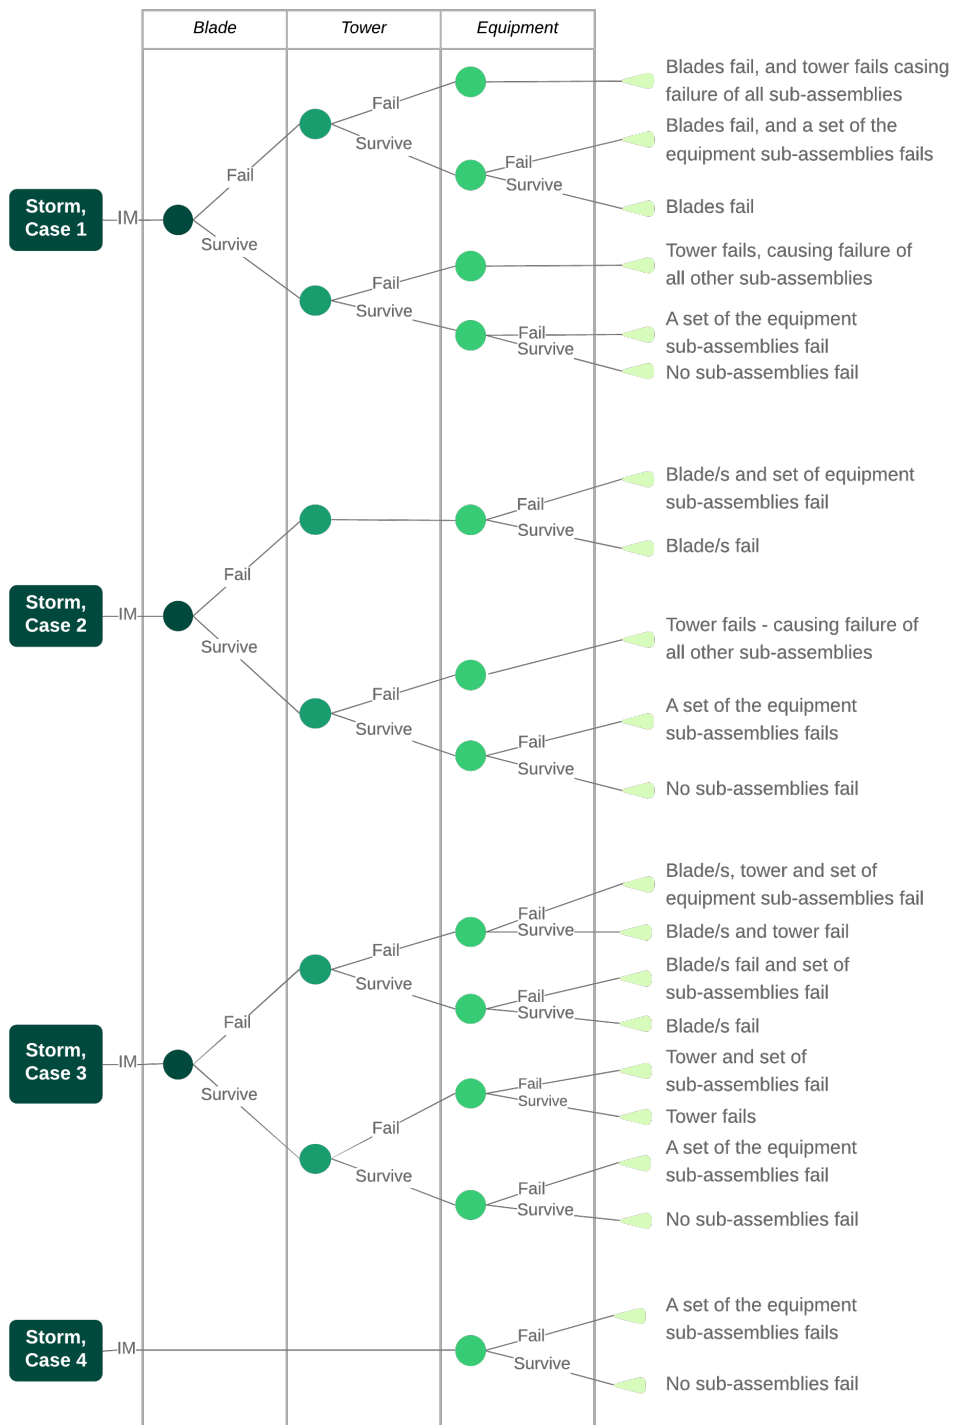 Blade
Tower
Equipment
Storm,
Case 1
IM
Fail
Survive
Fail
Survive
Fail
Survive
Fail
Survive
Fail
Survive
Blades fail, and tower fails casing
failure of all sub-assemblies
Blades fail, and a set of the
equipment sub-assemblies fails
Blades fail
Tower fails, causing failure of
all other sub-assemblies
A set of the equipment
sub-assemblies fail
No sub-assemblies fail
Storm,
Case 2
IM
Fail
Survive
Fail
Survive
Fail
Survive
Fail
Survive
Blade/s and set of equipment
sub-assemblies fail
Blade/s fail
Tower fails - causing failure of
all other sub-assemblies
A set of the equipment
sub-assemblies fails
No sub-assemblies fail
Storm,
Case 3
IM
Fail
Survive
Fail
Survive
Fail
Survive
Fail
Survive
Fail
Survive
Fail
Survive
Fail
Survive
Blade/s, tower and set of
equipment sub-assemblies fail
Blade/s and tower fail
Blade/s fail and set of
sub-assemblies fail
Blade/s fail
Tower and set of
sub-assemblies fail
Tower fails
A set of the equipment
sub-assemblies fail
No sub-assemblies fail
Storm,
Case 4
IM
Fail
Survive
A set of the equipment
sub-assemblies fails
No sub-assemblies fail